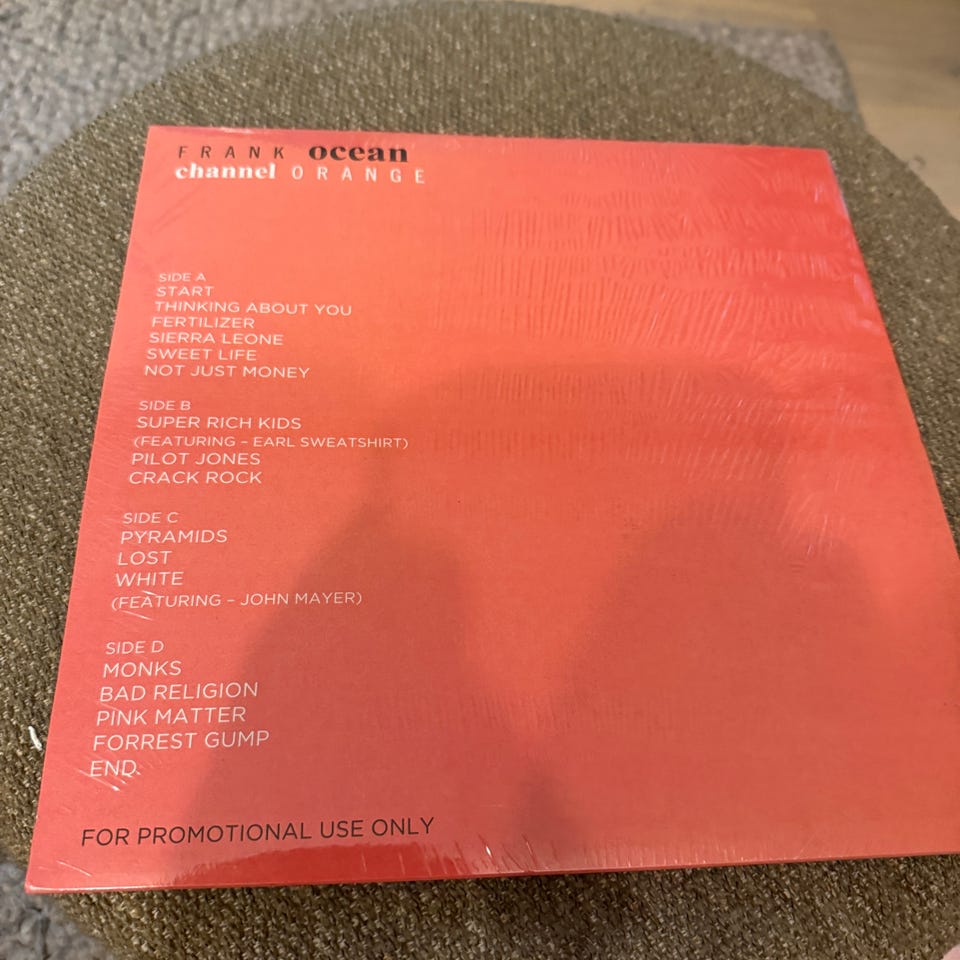 FRANK ocean
channel ORANGE
SIDE A
START
THINKING ABOUT YOU
FERTILIZER
SIERRA LEONE
SWEET LIFE
NOT JUST MONEY
SIDE B
SUPER RICH KIDS
(FEATURING – EARL SWEATSHIRT)
PILOT JONES
CRACK ROCK
SIDE C
PYRAMIDS
LOST
WHITE
(FEATURING – JOHN MAYER)
SIDE D
MONKS
BAD RELIGION
PINK MATTER
FORREST GUMP
END
FOR PROMOTIONAL USE ONLY